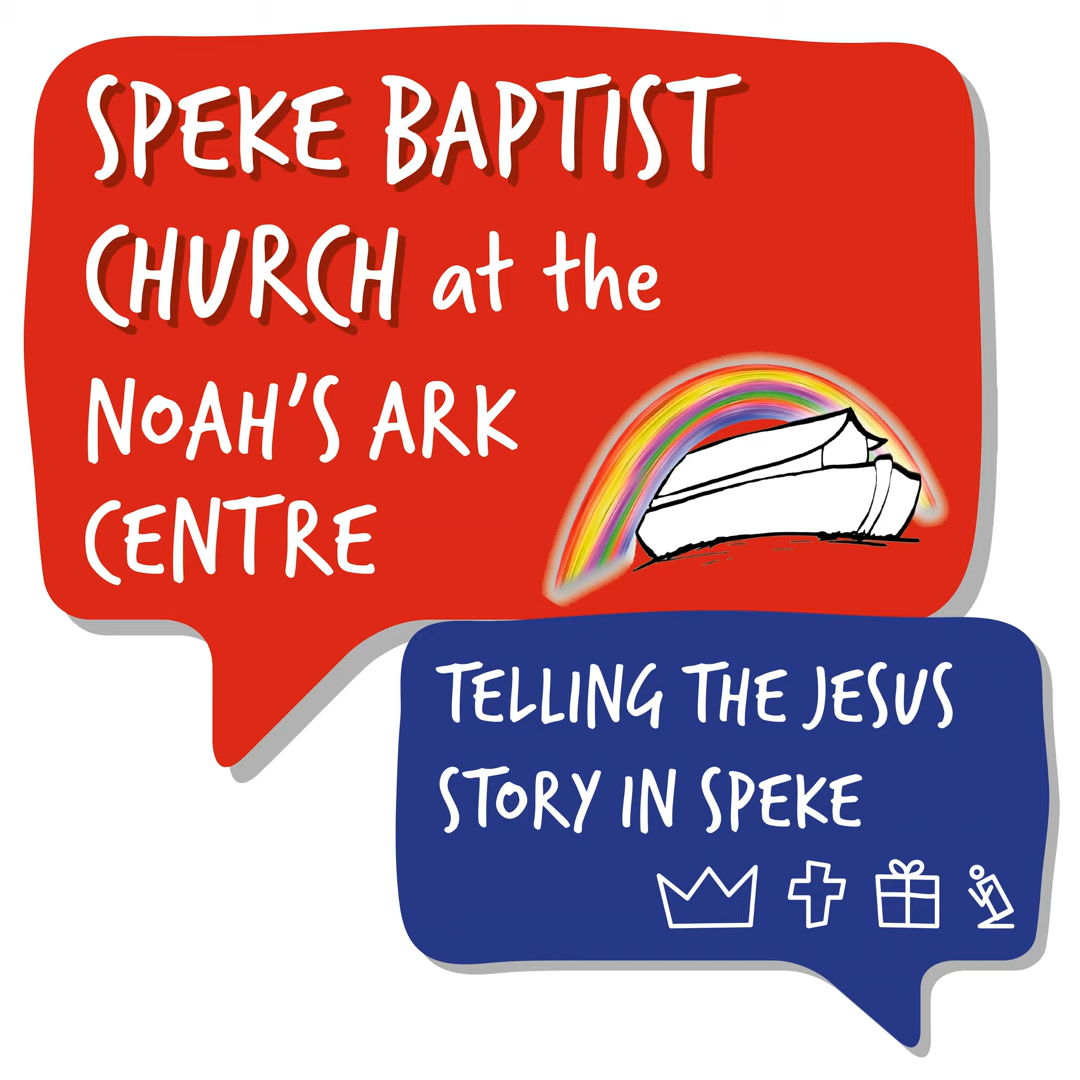 SPEKE BAPTIST
CHURCH at the
NOAH'S ARK
CENTRE
TELLING THE JESUS
STORY IN SPEKE